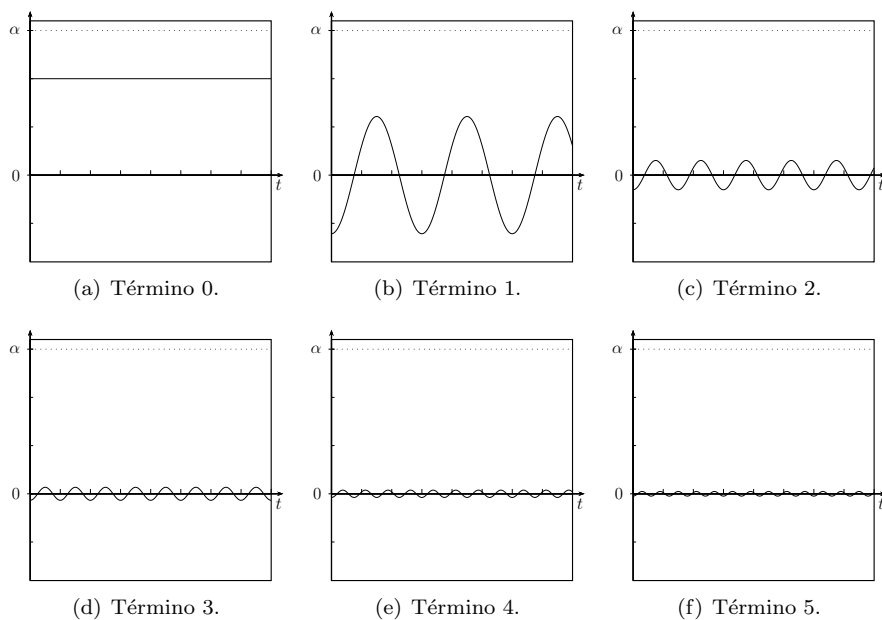 α
0
t
(a) Término 0.
0
t
(b) Término 1.
α
0
t
(c) Término 2.
α
0
t
(d) Término 3.
α
0
t
(e) Término 4.
α
0
t
(f) Término 5.